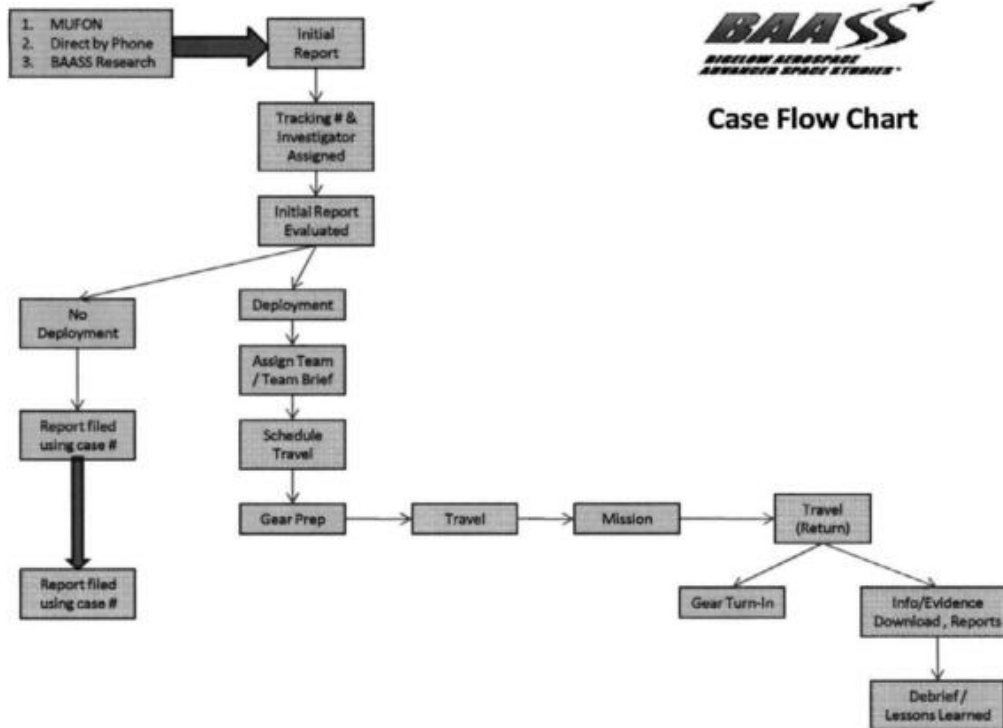 1. MUFON
2. Direct by Phone
3. BAASS Research
Initial
Report
BAASS
BIGELOW AEROSPACE
ADVANCED SPACE STUDIES
Case Flow Chart
Tracking # &
Investigator
Assigned
Initial Report
Evaluated
No
Deployment
Deployment
Assign Team
/ Team Brief
Report filed
using case #
Schedule
Travel
Gear Prep
Travel
Mission
Travel
(Return)
Report filed
using case #
Gear Turn-In
Info/Evidence
Download , Reports
Debrief /
Lessons Learned